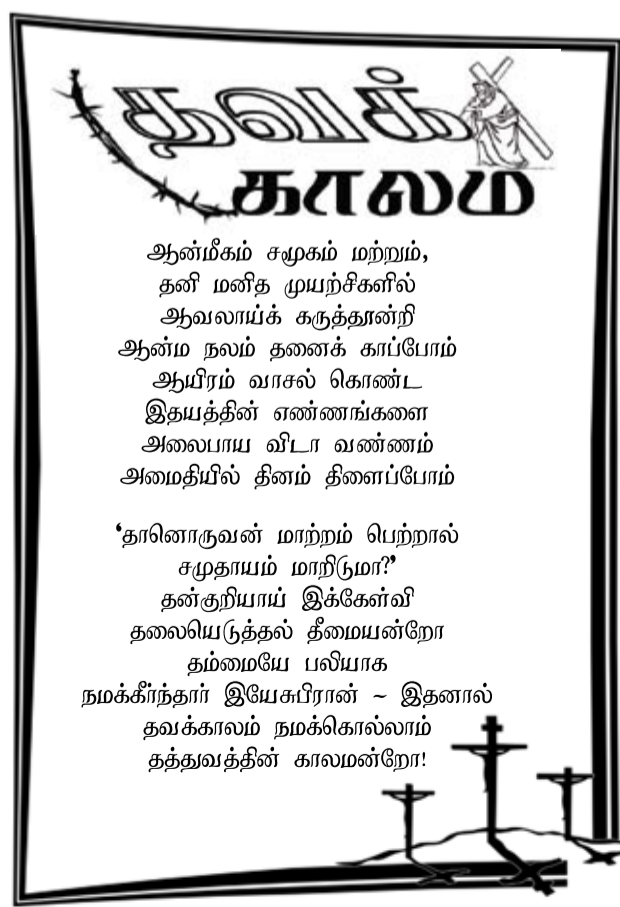 தவக்
காலம
ஆன்மீகம் சமூகம் மற்றும்,
தனி மனித முயற்சிகளில்
ஆவலாய்க் கருத்தூன்றி
ஆன்ம நலம் தனைக் காப்போம்
ஆயிரம் வாசல் கொண்ட
இதயத்தின் எண்ணங்களை
அலைபாய விடா வண்ணம்
அமைதியில் தினம் திளைப்போம்
‘தானொருவன் மாற்றம் பெற்றால்
சமுதாயம் மாறிடுமா?’
தன்குறியாய் இக்கேள்வி
தலையெடுத்தல் தீமையன்றோ
தம்மையே பலியாக
நமக்கீர்ந்தார் இயேசுபிரான் ~ இதனால்
தவக்காலம் நமக்கொல்லாம்
தத்துவத்தின் காலமன்றோ!